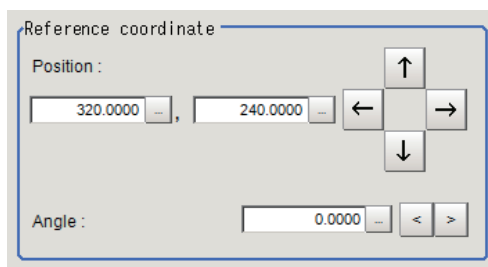 Reference coordinate
Position :
↑
320.0000 ... , 240.0000 ... ← →
↓
Angle : 0.0000 ... < >